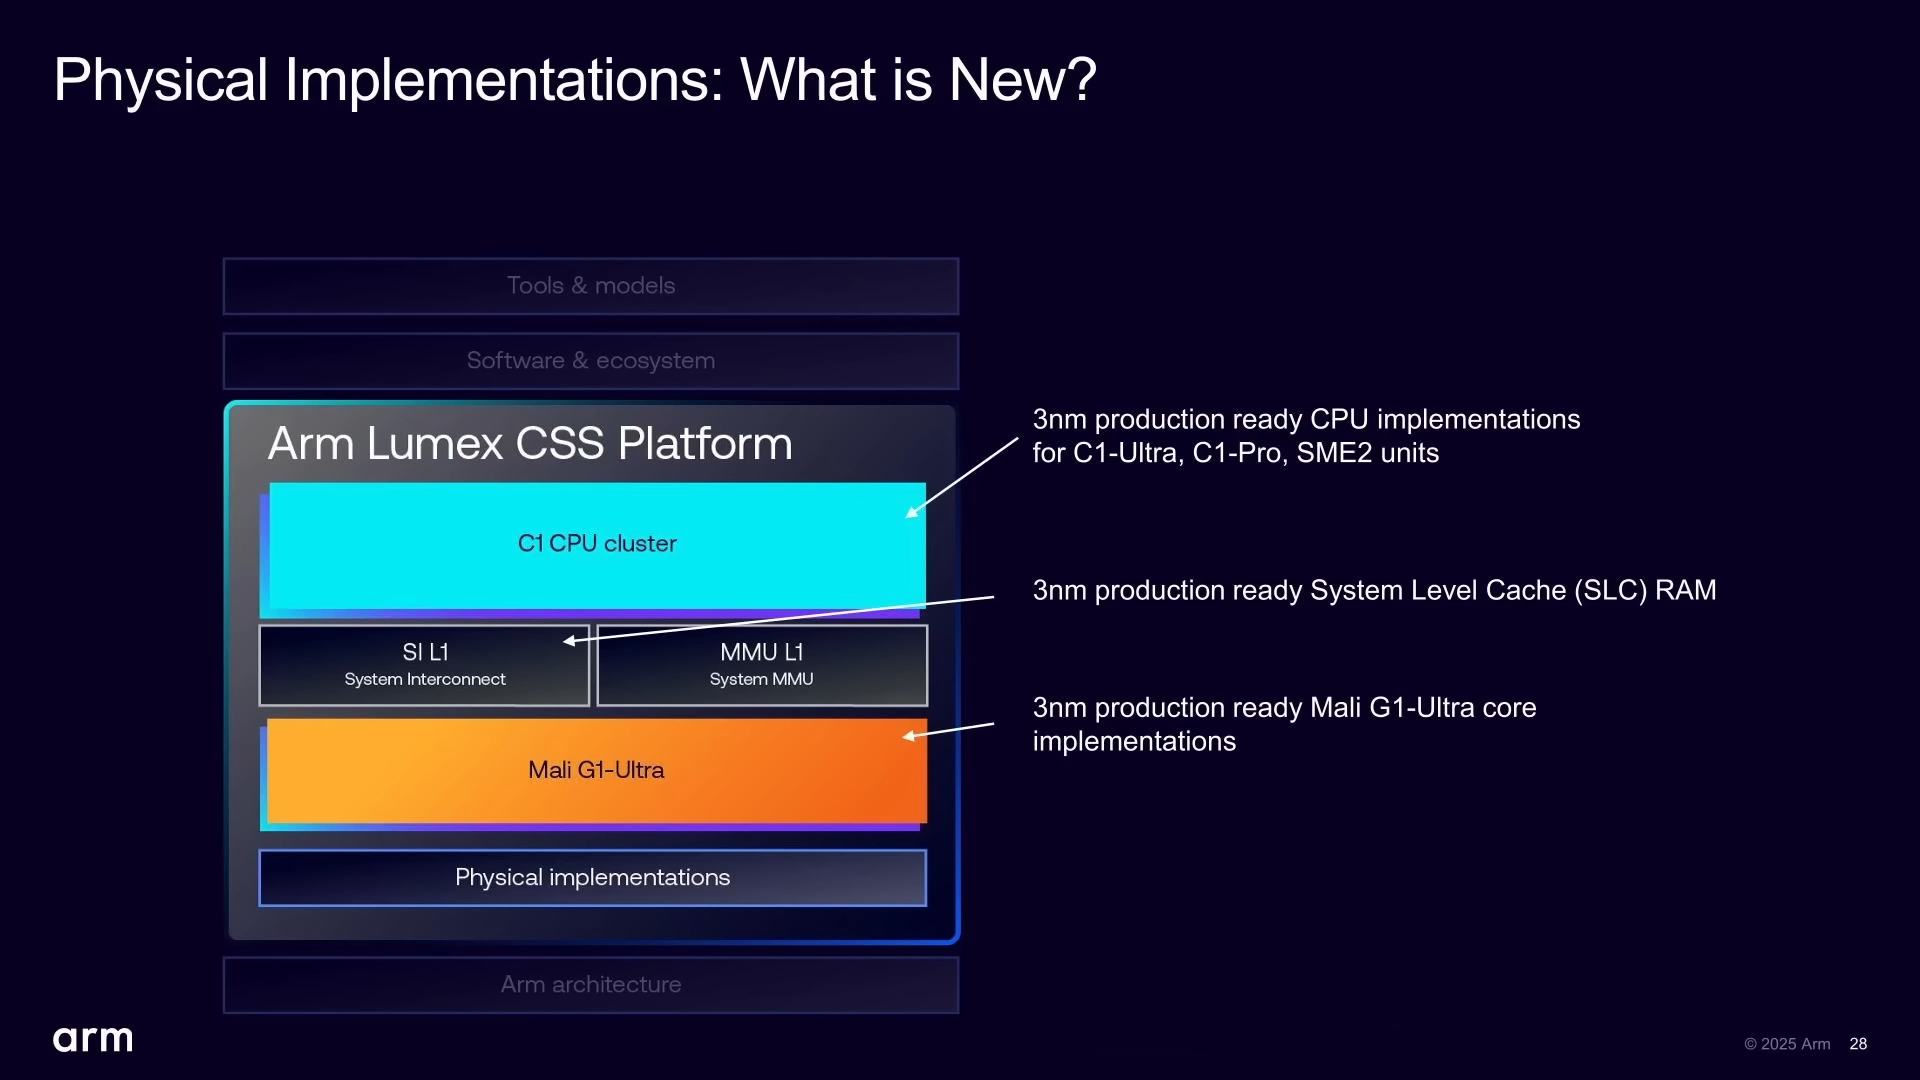 Physical Implementations: What is New?
Tools & models
Software & ecosystem
Arm Lumex CSS Platform
C1 CPU cluster
SI L1
System Interconnect
MMU L1
System MMU
Mali G1-Ultra
Physical implementations
Arm architecture
3nm production ready CPU implementations
for C1-Ultra, C1-Pro, SME2 units
3nm production ready System Level Cache (SLC) RAM
3nm production ready Mali G1-Ultra core
implementations
arm
© 2025 Arm 28